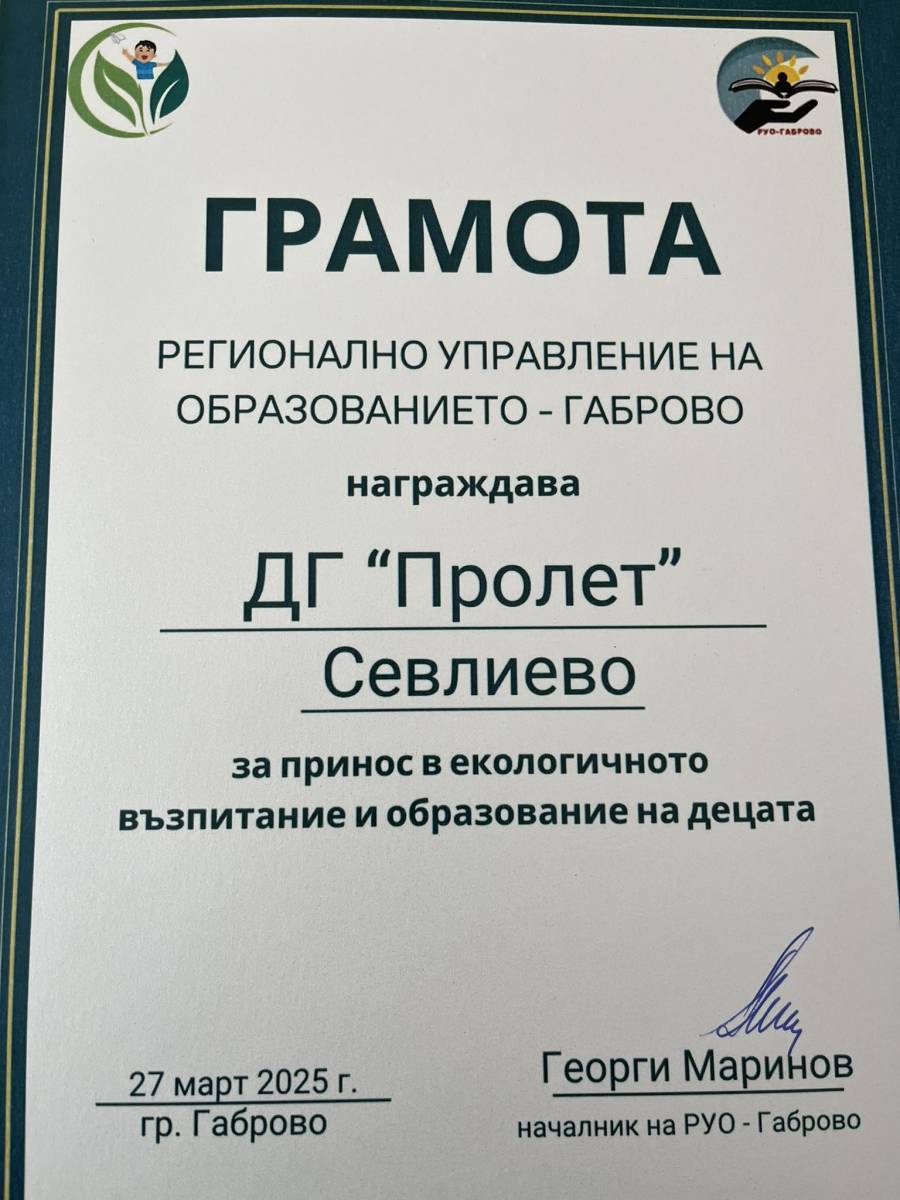 РУО-ГАБРОВО
ГРАМОТА
РЕГИОНАЛНО УПРАВЛЕНИЕ НА
ОБРАЗОВАНИЕТО - ГАБРОВО
награждава
ДГ “Пролет”
Севлиево
за принос в екологичното
възпитание и образование на децата
27 март 2025 г.
гр. Габрово
Георги Маринов
началник на РУО - Габрово